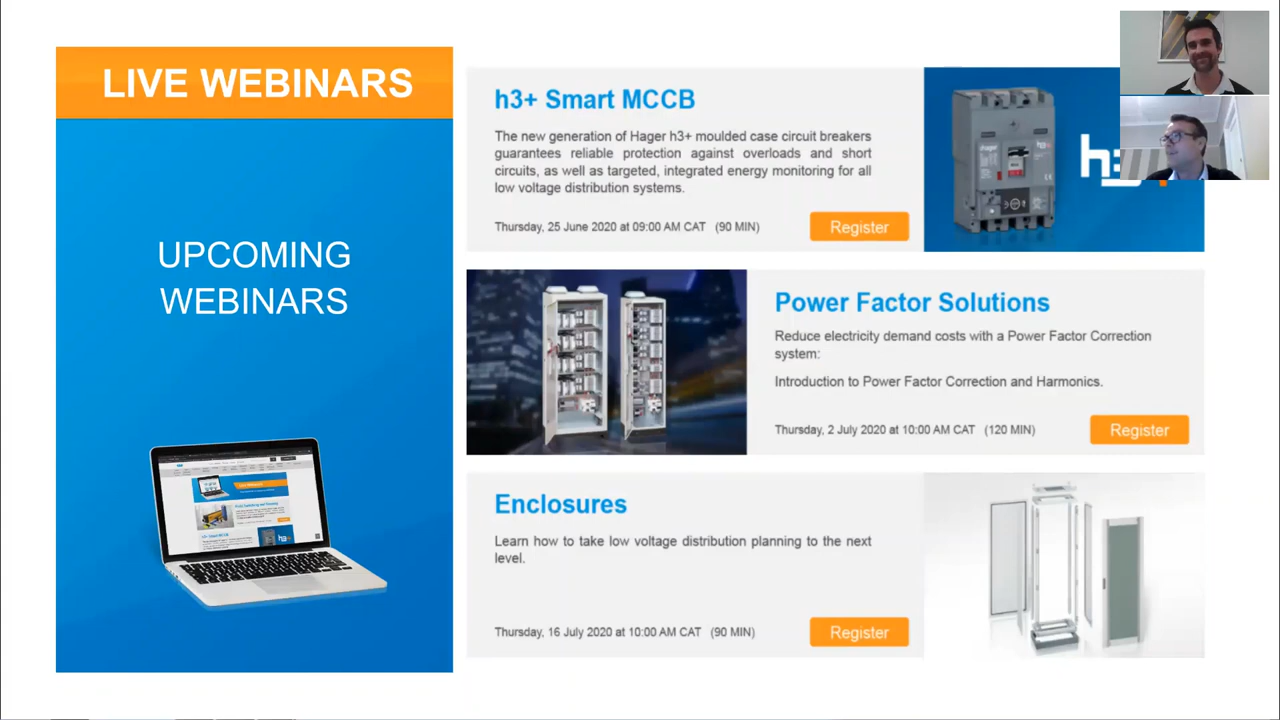 LIVE WEBINARS
UPCOMING
WEBINARS
h3+ Smart MCCB
The new generation of Hager h3+ moulded case circuit breakers
guarantees reliable protection against overloads and short
circuits, as well as targeted, integrated energy monitoring for all
low voltage distribution systems.
Thursday, 25 June 2020 at 09:00 AM CAT (90 MIN)
Register
:hager
h3+
Power Factor Solutions
Reduce electricity demand costs with a Power Factor Correction
system:
Introduction to Power Factor Correction and Harmonics.
Thursday, 2 July 2020 at 10:00 AM CAT (120 MIN)
Register
Enclosures
Learn how to take low voltage distribution planning to the next
level.
Thursday, 16 July 2020 at 10:00 AM CAT (90 MIN)
Register